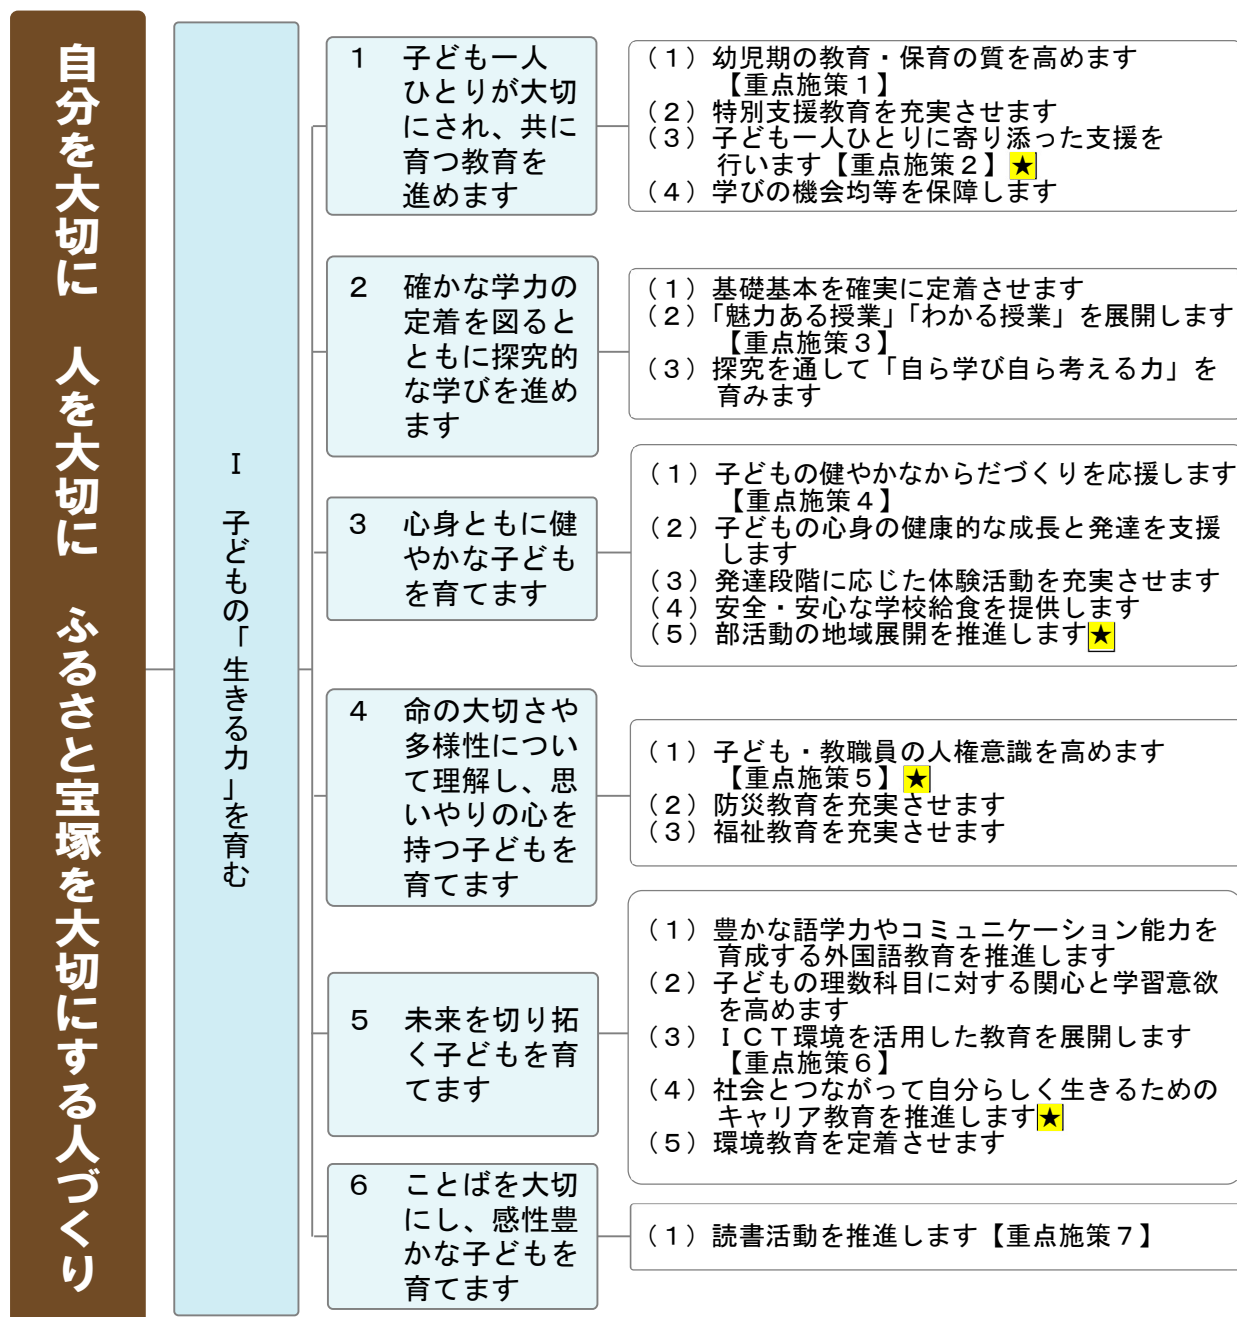 自分を大切に　人を大切に　ふるさと宝塚を大切にする人づくり
Ⅰ　子どもの「生きる力」を育む
１　子ども一人
ひとりが大切
にされ、共に
育つ教育を
進めます
（１）幼児期の教育・保育の質を高めます
【重点施策１】
（２）特別支援教育を充実させます
（３）子ども一人ひとりに寄り添った支援を
行います【重点施策２】★
（４）学びの機会均等を保障します
２　確かな学力の
定着を図ると
ともに探究的
な学びを進め
ます
（１）基礎基本を確実に定着させます
（２）「魅力ある授業」「わかる授業」を展開します
【重点施策３】
（３）探究を通して「自ら学び自ら考える力」を
育みます
３　心身ともに健
やかな子ども
を育てます
（１）子どもの健やかなからだづくりを応援します
【重点施策４】
（２）子どもの心身の健康的な成長と発達を支援
します
（３）発達段階に応じた体験活動を充実させます
（４）安全・安心な学校給食を提供します
（５）部活動の地域展開を推進します★
４　命の大切さや
多様性につい
て理解し、思
いやりの心を
持つ子どもを
育てます
（１）子ども・教職員の人権意識を高めます
【重点施策５】★
（２）防災教育を充実させます
（３）福祉教育を充実させます
５　未来を切り拓
く子どもを育
てます
（１）豊かな語学力やコミュニケーション能力を
育成する外国語教育を推進します
（２）子どもの理数科目に対する関心と学習意欲
を高めます
（３）ＩＣＴ環境を活用した教育を展開します
【重点施策６】
（４）社会とつながって自分らしく生きるための
キャリア教育を推進します★
（５）環境教育を定着させます
６　ことばを大切
にし、感性豊
かな子どもを
育てます
（１）読書活動を推進します【重点施策７】